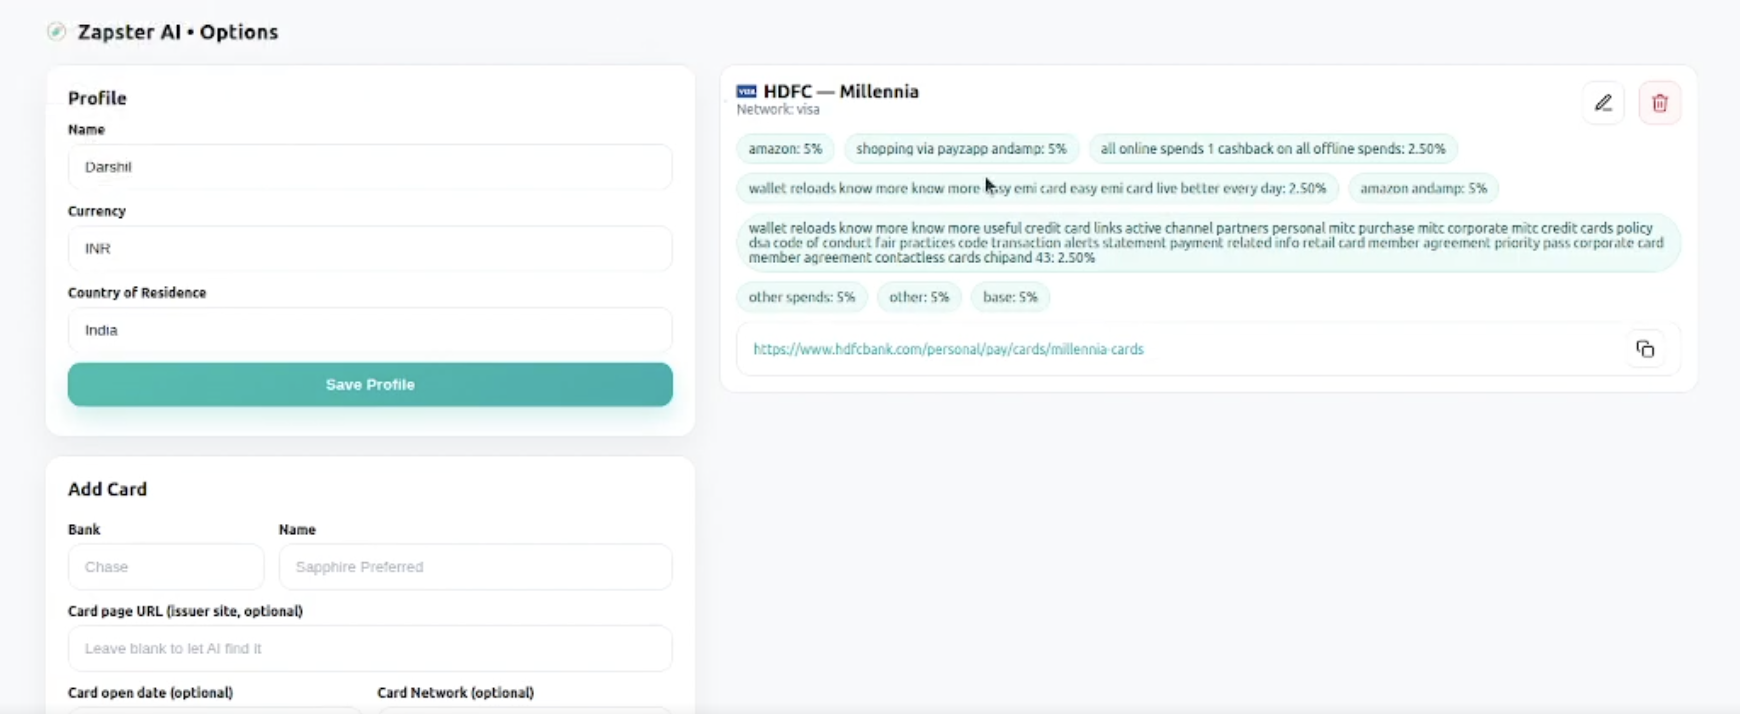 Zapster AI • Options
Profile
Name
Darshil
Currency
INR
Country of Residence
India
Save Profile
Add Card
Bank
Name
Chase
Sapphire Preferred
Card page URL (issuer site, optional)
Leave blank to let AI find it
Card open date (optional)
Card Network (optional)
VISA HDFC — Millennia
Network: visa
amazon: 5%
shopping via payzapp andamp: 5%
all online spends 1 cashback on all offline spends: 2.50%
wallet reloads know more know more easy emi card easy emi card live better every day: 2.50%
amazon andamp: 5%
wallet reloads know more know more useful credit card links active channel partners personal mitc purchase mitc corporate mitc credit cards policy
dsa code of conduct fair practices code transaction alerts statement payment related info retail card member agreement priority pass corporate card
member agreement contactless cards chipand 43: 2.50%
other spends: 5%
other: 5%
base: 5%
https://www.hdfcbank.com/personal/pay/cards/millennia-cards